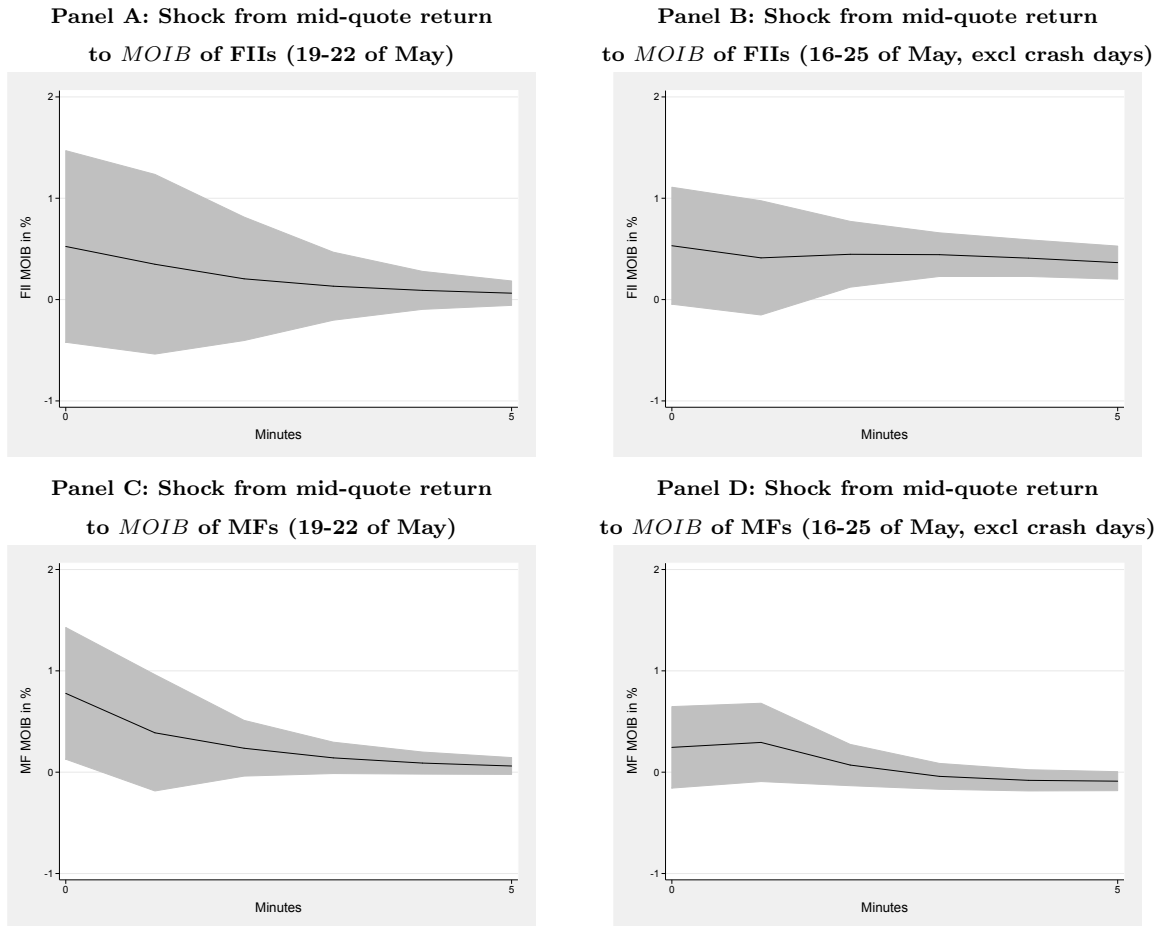 Panel A: Shock from mid-quote return
to MOIB of FIIs (19-22 of May)
2
1
0
-1
FII MOIB in %
0
5
Minutes
Panel B: Shock from mid-quote return
to MOIB of FIIs (16-25 of May, excl crash days)
2
1
0
-1
FII MOIB in %
0
5
Minutes
Panel C: Shock from mid-quote return
to MOIB of MFs (19-22 of May)
2
1
0
-1
MF MOIB in %
0
5
Minutes
Panel D: Shock from mid-quote return
to MOIB of MFs (16-25 of May, excl crash days)
2
1
0
-1
MF MOIB in %
0
5
Minutes